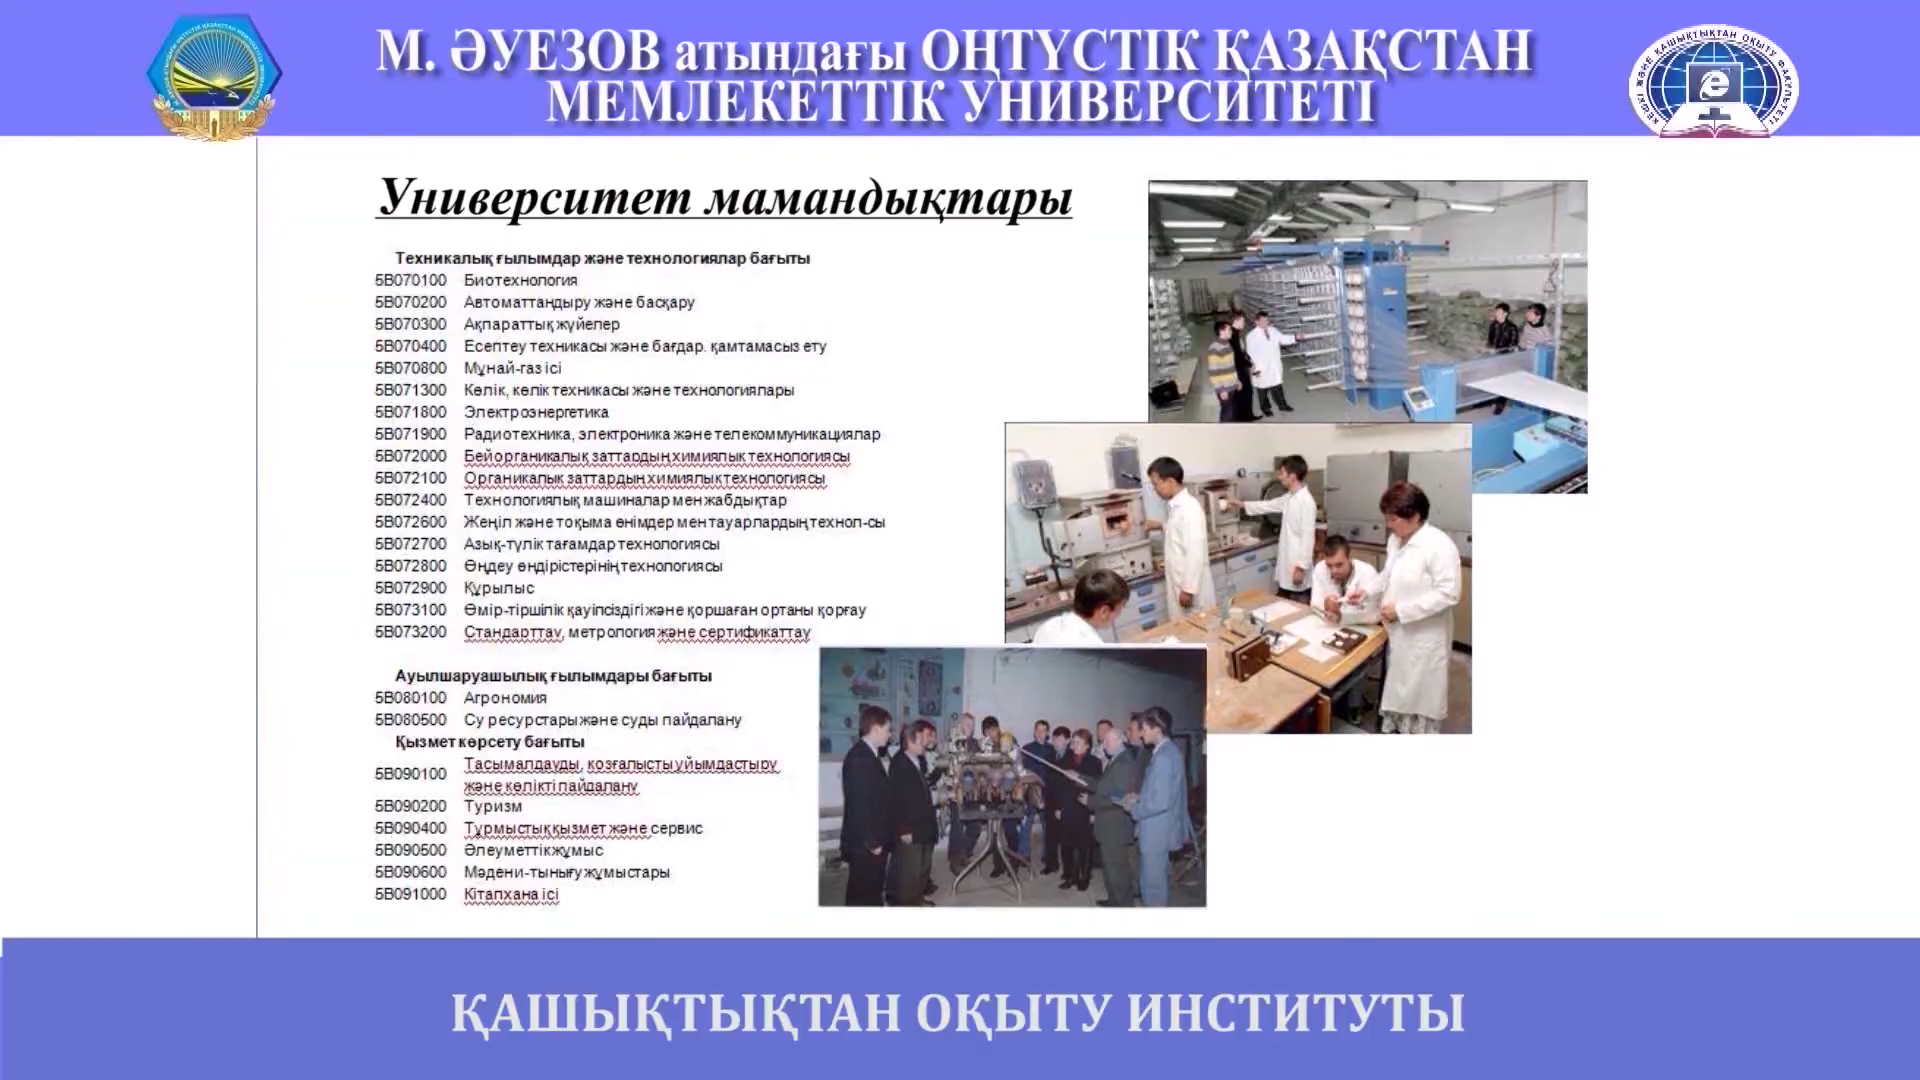 М. ӘУЕЗОВ атындағы ОҢТҮСТІК ҚАЗАҚСТАН
МЕМЛЕКЕТТІК УНИВЕРСИТЕТІ
Университет мамандықтары
Техникалық ғылымдар және технологиялар бағыты
5В070100 Биотехнология
5В070200 Автоматтандыру және басқару
5В070300 Ақпараттық жүйелер
5В070400 Есептеу техникасы және бағдар. қамтамасыз ету
5В070800 Мұнай-газ ісі
5В071300 Көлік, көлік техникасы және технологиялары
5В071800 Электроэнергетика
5В071900 Радиотехника, электроника және телекоммуникациялар
5В072000 Бейорганикалық заттардың химиялық технологиясы
5В072100 Органикалық заттардың химиялық технологиясы
5В072400 Технологиялық машиналар мен жабдықтар
5В072600 Жеңіл және тоқыма өнімдер мен тауарлардың технол-сы
5В072700 Азық-түлік тағамдар технологиясы
5В072800 Өңдеу өндірістерінің технологиясы
5В072900 Құрылыс
5В073100 Өмір-тіршілік қауіпсіздігі және қоршаған ортаны қорғау
5В073200 Стандарттау, метрология және сертификаттау
Ауылшаруашылық ғылымдары бағыты
5В080100 Агрономия
5В080500 Су ресурстары және суды пайдалану
Қызмет көрсету бағыты
5В090100 Тасымалдауды, қозғалысты ұйымдастыру
және көлікті пайдалану
5В090200 Туризм
5В090400 Тұрмыстық қызмет және сервис
5В090500 Әлеуметтік жұмыс
5В090600 Мәдени-тынығу жұмыстары
5В091000 Кітапхана ісі
ҚАШЫҚТЫҚТАН ОҚЫТУ ИНСТИТУТЫ